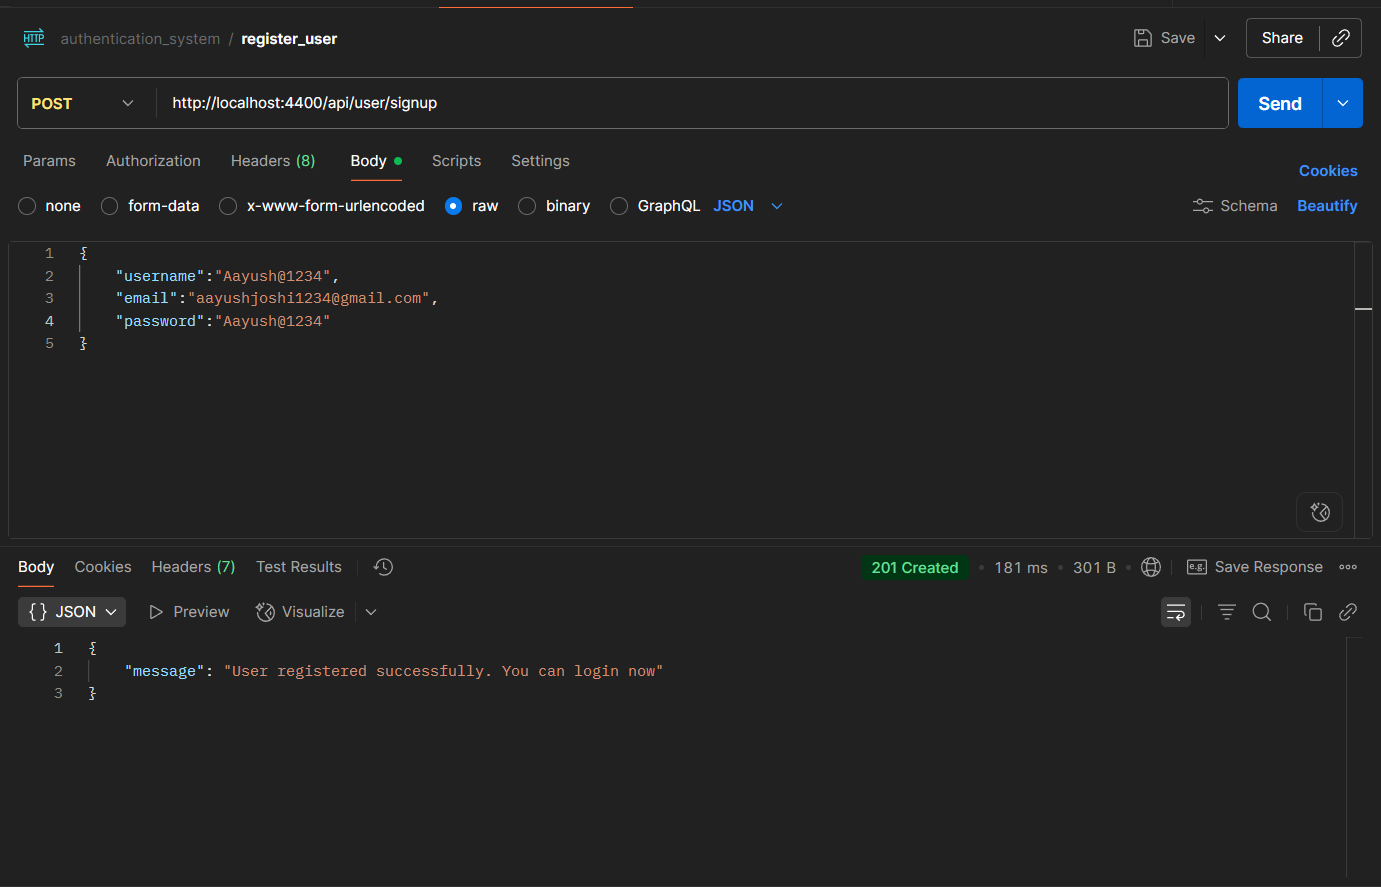 HTTP authentication_system / register_user Save Share
POST http://localhost:4400/api/user/signup Send
Params Authorization Headers (8) Body Scripts Settings Cookies
none form-data x-www-form-urlencoded raw binary GraphQL JSON Schema Beautify
1 {
2 "username":"Aayush@1234",
3 "email":"aayushjoshi1234@gmail.com",
4 "password":"Aayush@1234"
5 }
Body Cookies Headers (7) Test Results 201 Created • 181 ms • 301 B • e.g. Save Response
{} JSON Preview Visualize
1 {
2 "message": "User registered successfully. You can login now"
3 }